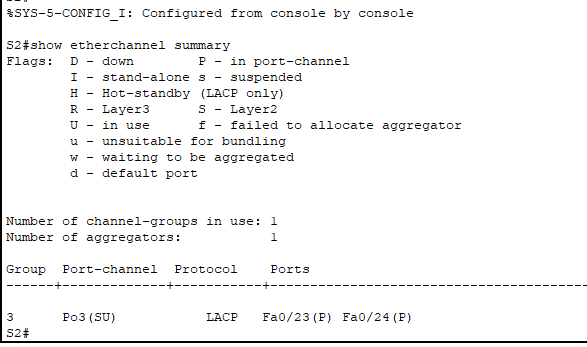 %SYS-5-CONFIG_I: Configured from console by console
S2#show etherchannel summary
Flags:  D - down        P - in port-channel
        I - stand-alone s - suspended
        H - Hot-standby (LACP only)
        R - Layer3      S - Layer2
        U - in use      f - failed to allocate aggregator
        u - unsuitable for bundling
        w - waiting to be aggregated
        d - default port
Number of channel-groups in use: 1
Number of aggregators:           1
Group  Port-channel  Protocol    Ports
------+-------------+-----------+----------------------------------------------
3      Po3(SU)           LACP   Fa0/23(P) Fa0/24(P)
S2#